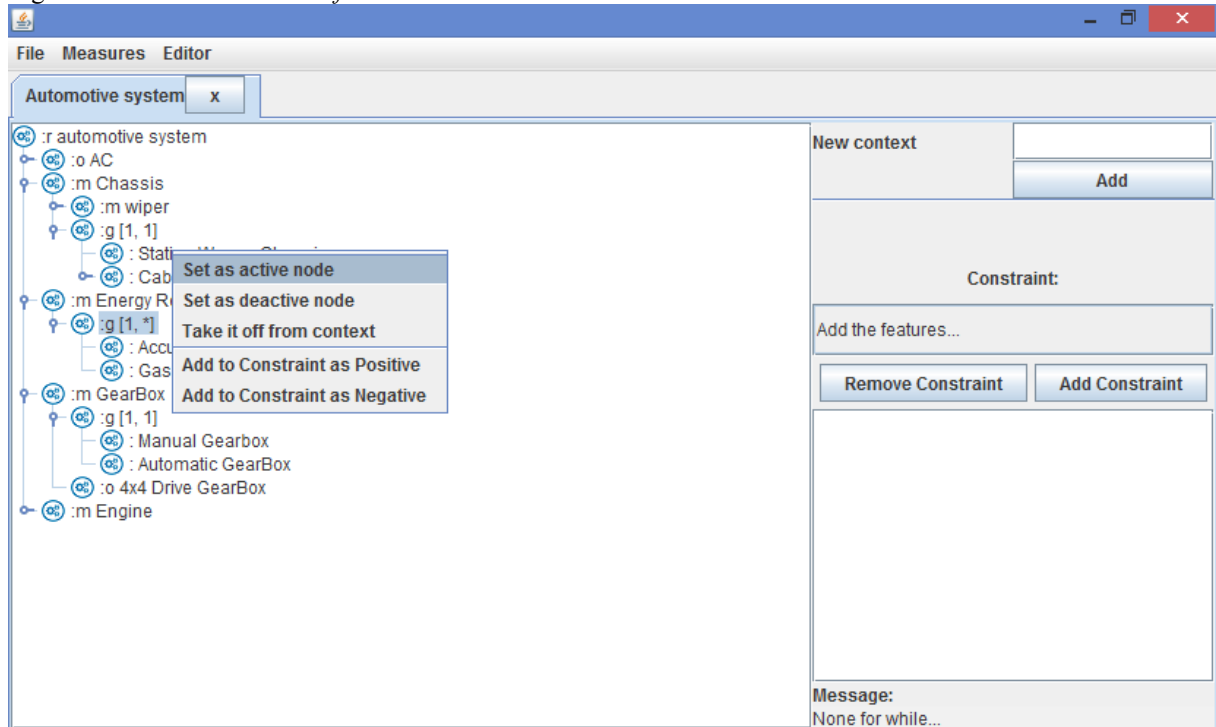 File Measures Editor
Automotive system x
:r automotive system
:o AC
:m Chassis
:m wiper
:g [1, 1]
:
: Cab
:m Energy
:g [1, *]
: Accu
: Gas
:m GearBox
:g [1, 1]
: Manual Gearbox
: Automatic GearBox
:o 4x4 Drive GearBox
:m Engine
Set as active node
Set as deactive node
Take it off from context
Add to Constraint as Positive
Add to Constraint as Negative
New context
Add
Constraint:
Add the features...
Remove Constraint Add Constraint
Message:
None for while...